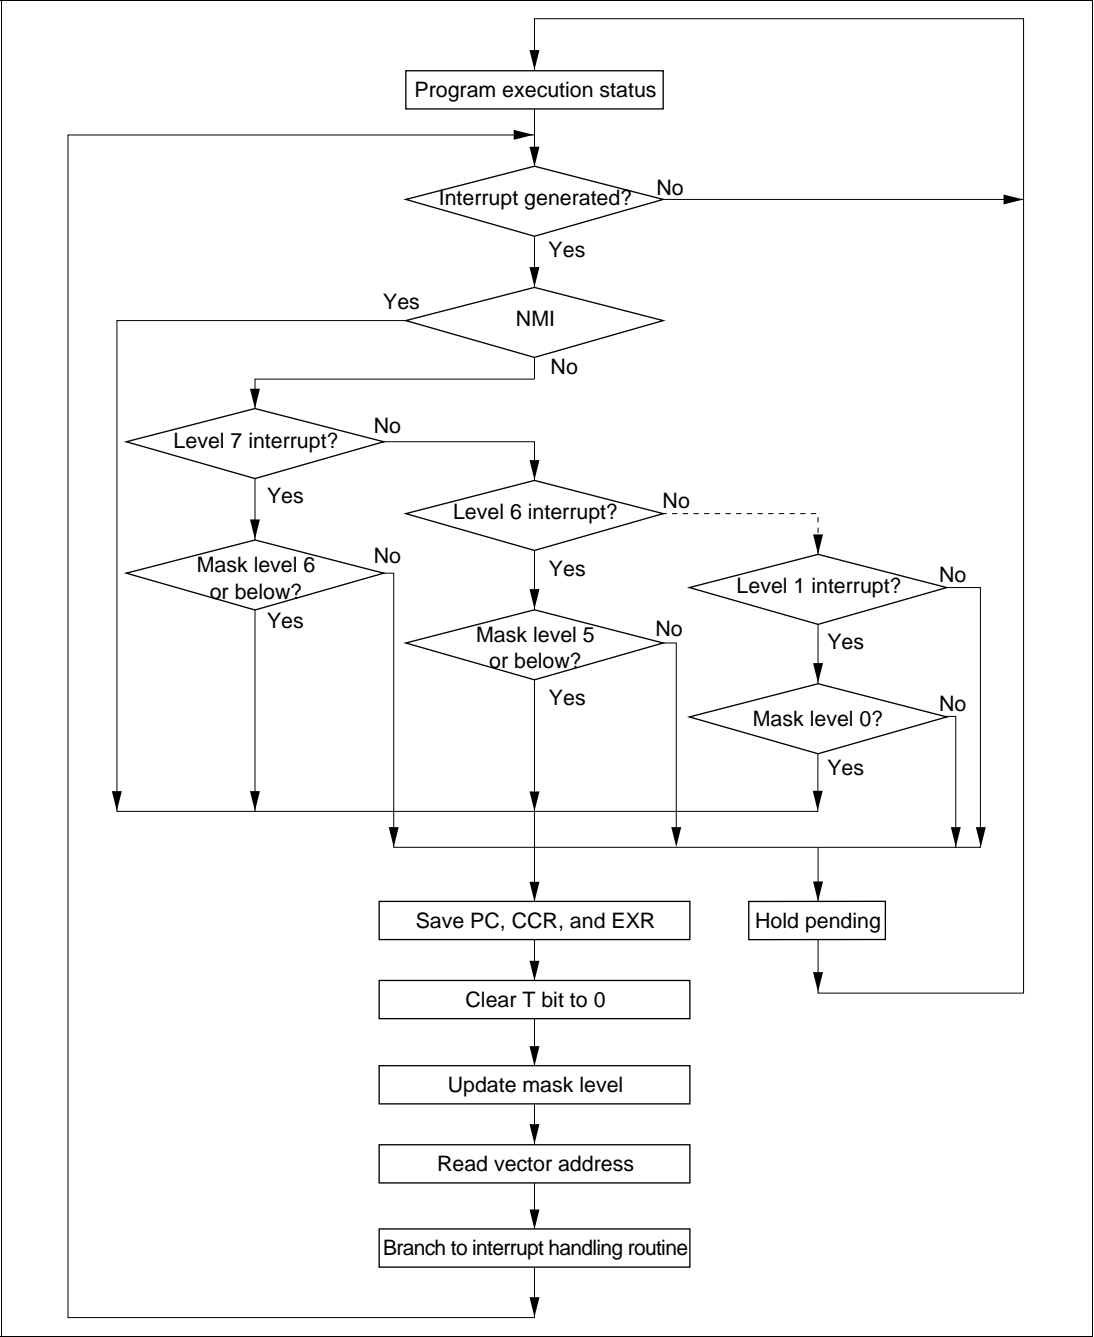 Program execution status
Interrupt generated?
No
Yes
Yes
NMI
No
Level 7 interrupt?
No
Yes
Level 6 interrupt?
No
Mask level 6
or below?
No
Yes
Yes
Level 1 interrupt?
No
Mask level 5
or below?
No
Yes
Yes
Mask level 0?
No
Yes
Save PC, CCR, and EXR
Hold pending
Clear T bit to 0
Update mask level
Read vector address
Branch to interrupt handling routine